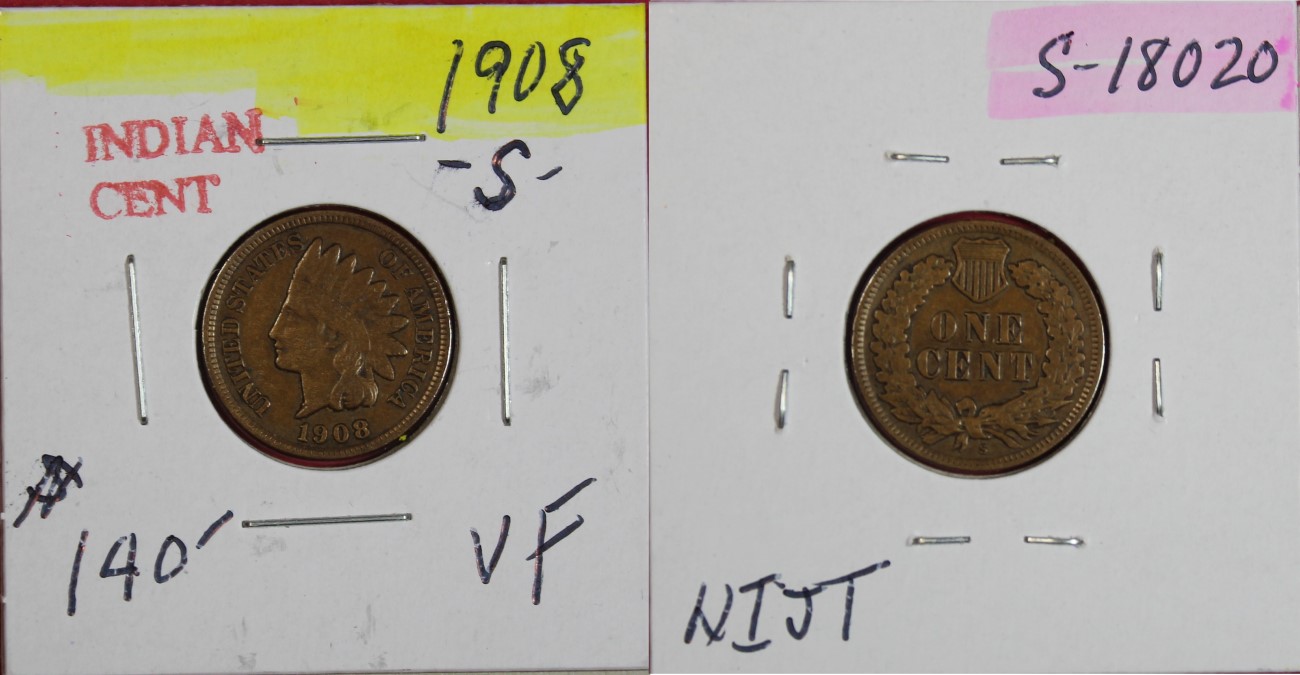 1908
-S-
INDIAN
CENT
UNITED STATES OF AMERICA
1908
$
140-
VF
S-18020
ONE
CENT
S
NIJT